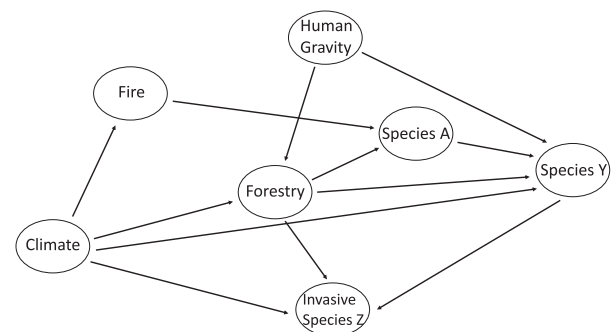 Human
Gravity
Fire
Species A
Species Y
Forestry
Climate
Invasive
Species Z